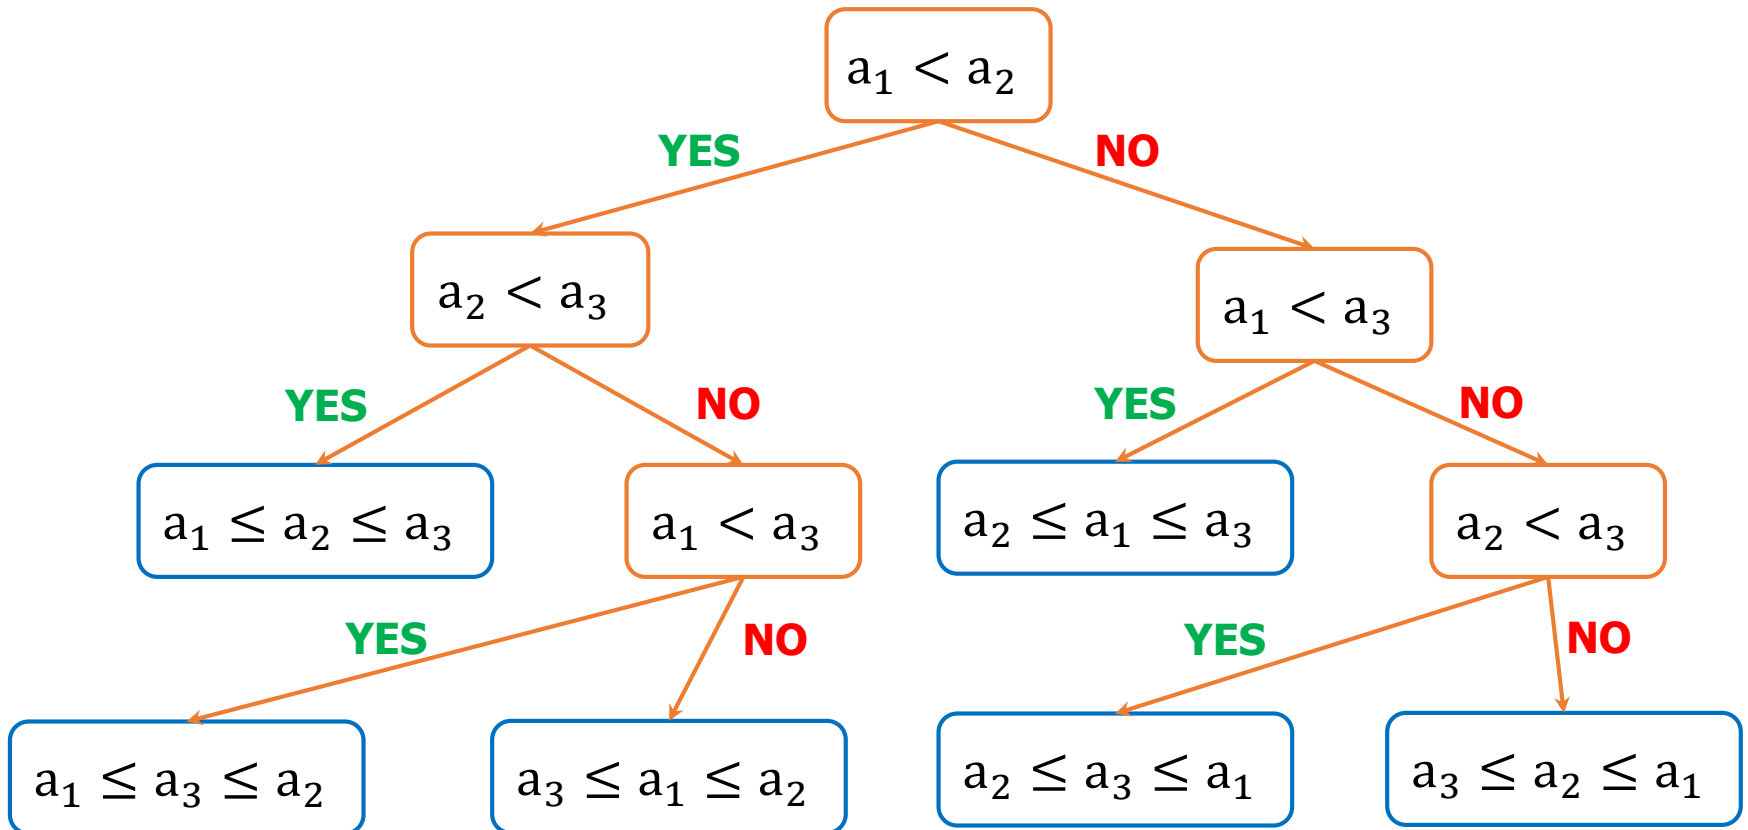 a₁ < a₂
YES
NO
a₂ < a₃
a₁ < a₃
YES
NO
YES
NO
a₁ ≤ a₂ ≤ a₃
a₁ < a₃
a₂ ≤ a₁ ≤ a₃
a₂ < a₃
YES
NO
YES
NO
a₁ ≤ a₃ ≤ a₂
a₃ ≤ a₁ ≤ a₂
a₂ ≤ a₃ ≤ a₁
a₃ ≤ a₂ ≤ a₁